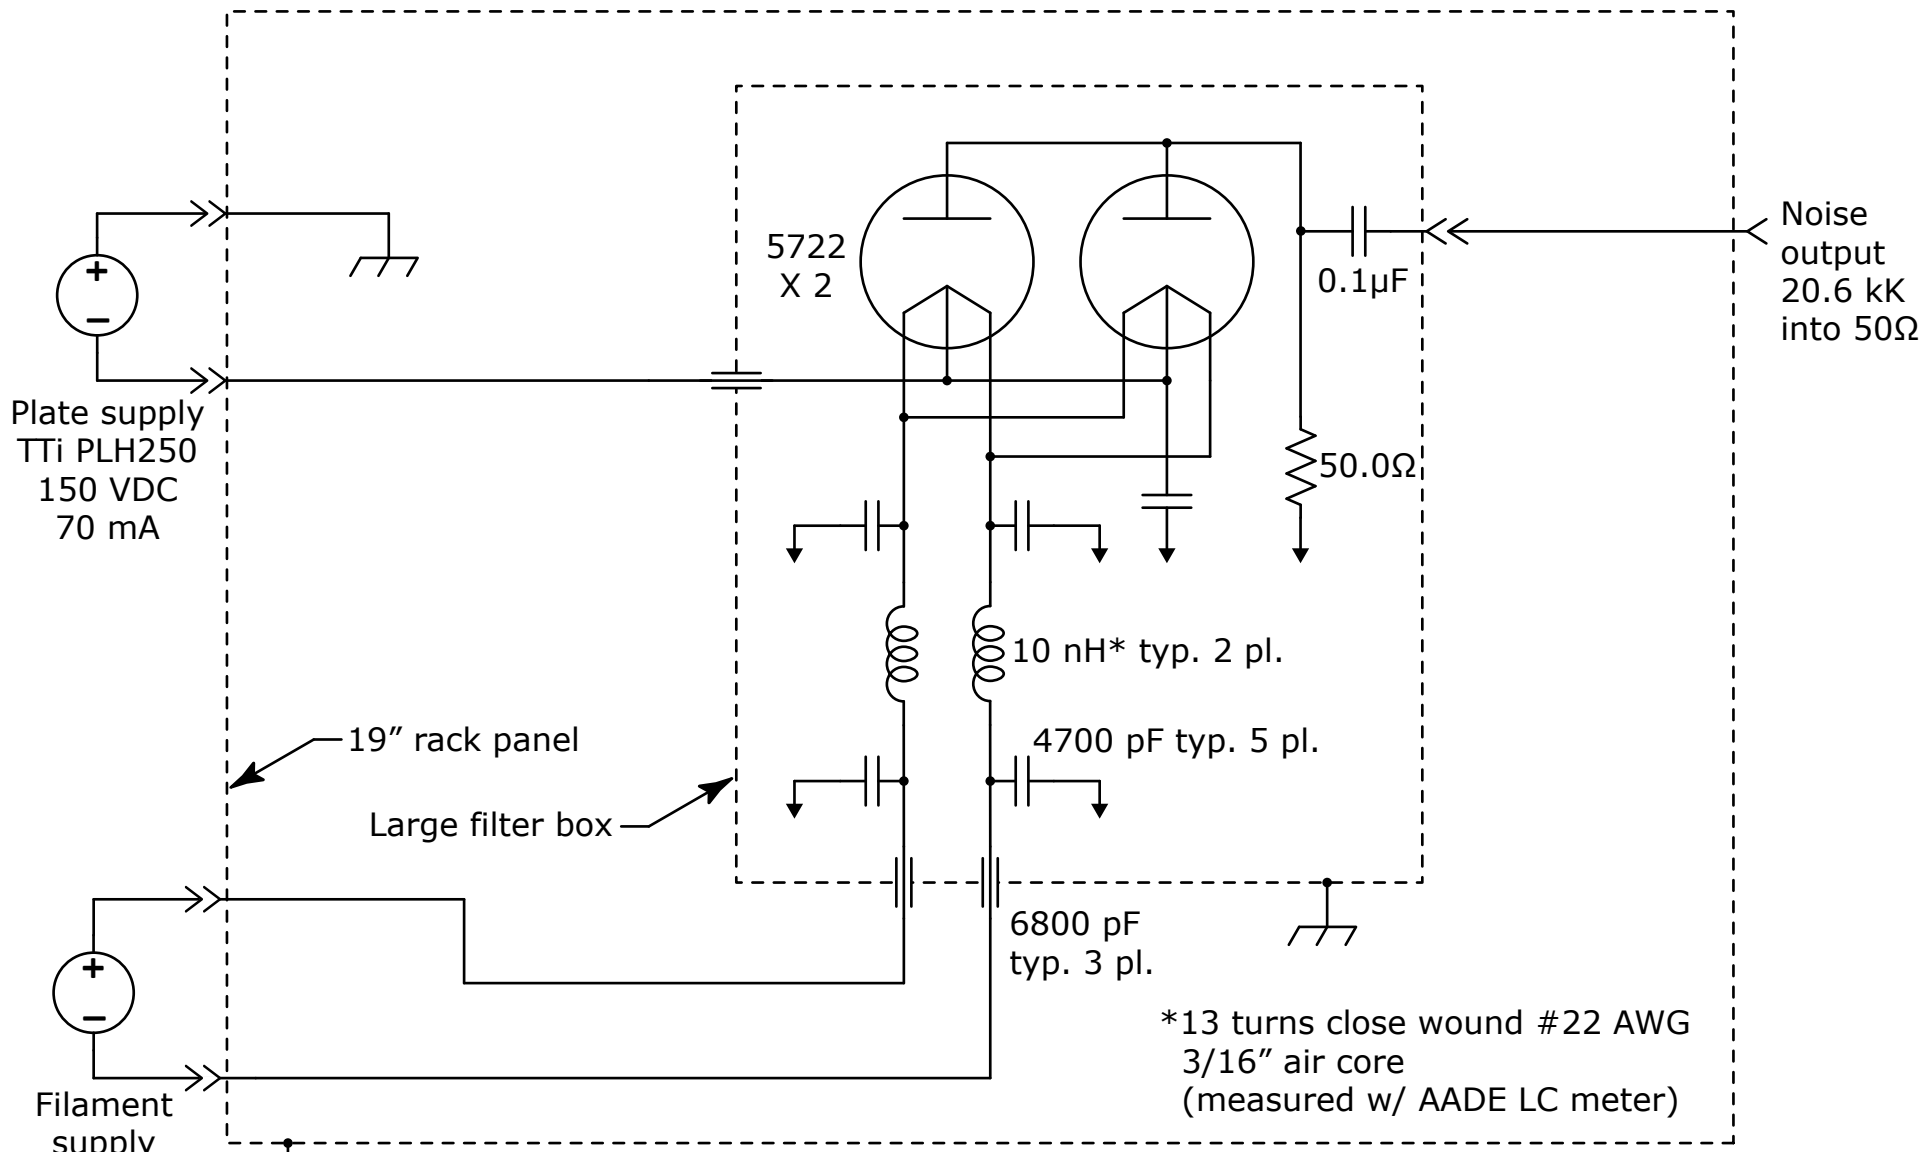 5722
X 2
0.1µF
Noise
output
20.6 kK
into 50Ω
Plate supply
TTi PLH250
150 VDC
70 mA
50.0Ω
10 nH* typ. 2 pl.
19” rack panel
4700 pF typ. 5 pl.
Large filter box
6800 pF
typ. 3 pl.
*13 turns close wound #22 AWG
3/16” air core
(measured w/ AADE LC meter)
Filament
supply